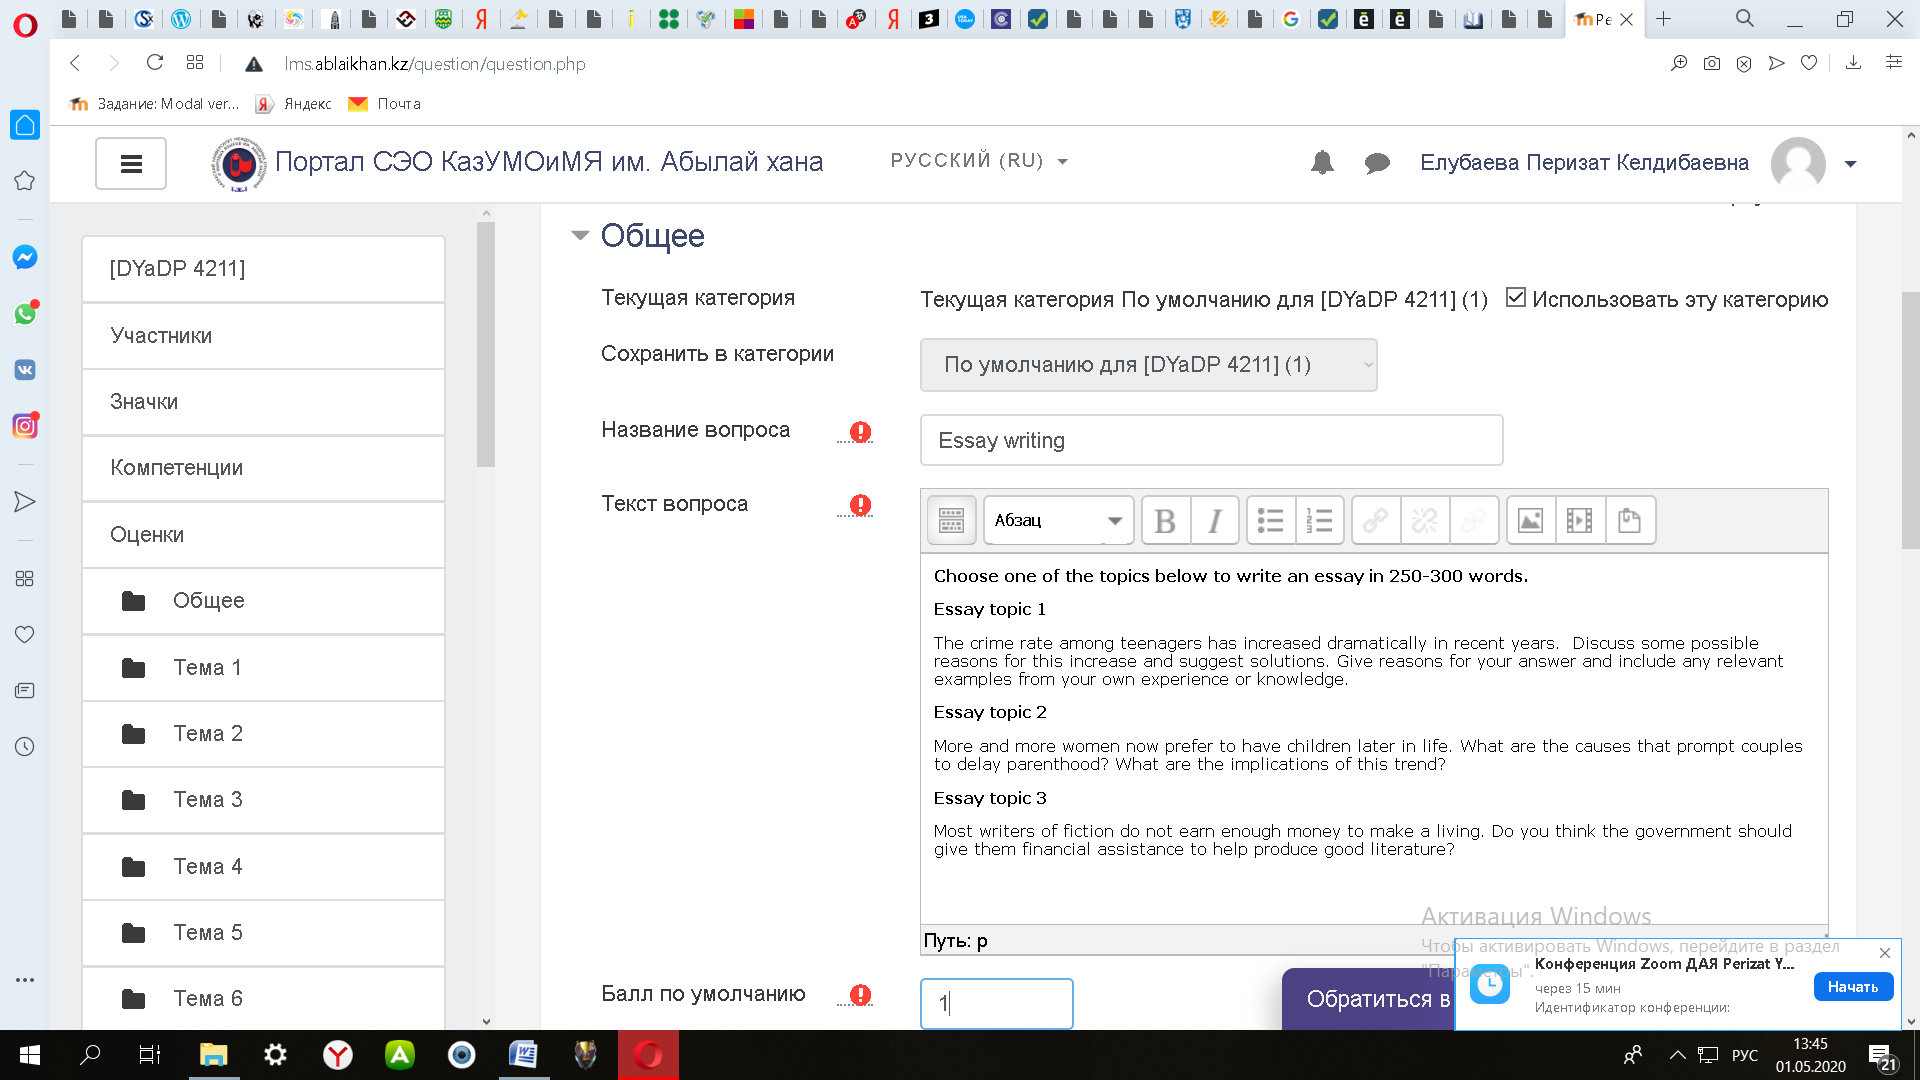 Pe
lms.ablaikhan.kz/question/question.php
Задание: Modal ver...
Яндекс
Почта
Портал СЭО КазУМОиМЯ им. Абылай хана
РУССКИЙ (RU)
Елубаева Перизат Келдибаевна
[DYaDP 4211]
Участники
Значки
Компетенции
Оценки
Общее
Тема 1
Тема 2
Тема 3
Тема 4
Тема 5
Тема 6
Общее
Текущая категория
Текущая категория По умолчанию для [DYaDP 4211] (1)
Использовать эту категорию
Сохранить в категории
По умолчанию для [DYaDP 4211] (1)
Название вопроса
Essay writing
Текст вопроса
Абзац
B
I
Choose one of the topics below to write an essay in 250-300 words.
Essay topic 1
The crime rate among teenagers has increased dramatically in recent years.  Discuss some possible
reasons for this increase and suggest solutions. Give reasons for your answer and include any relevant
examples from your own experience or knowledge.
Essay topic 2
More and more women now prefer to have children later in life. What are the causes that prompt couples
to delay parenthood? What are the implications of this trend?
Essay topic 3
Most writers of fiction do not earn enough money to make a living. Do you think the government should
give them financial assistance to help produce good literature?
Путь: p
Балл по умолчанию
1
Обратиться в
Активация Windows
Чтобы активировать Windows, перейдите в раздел
"Параметры".
Конференция Zoom ДАЯ Perizat Y...
через 15 мин
Идентификатор конференции:
Начать
РУС
13:45
01.05.2020
21